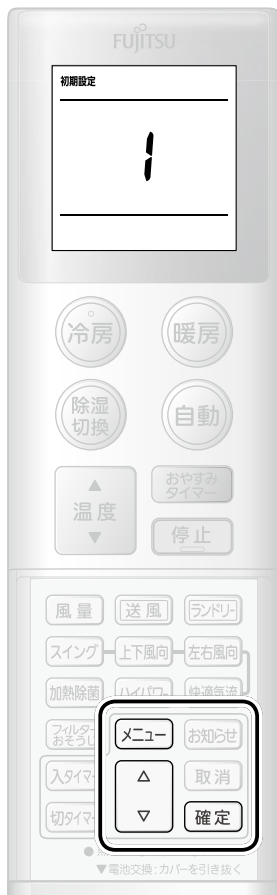 FUJITSU
初期設定
1
冷房 暖房
除湿切換 自動
▲ 温度 ▼
おやすみタイマー
停止
風量 送風 ランドリー
スイング 上下風向 左右風向
加熱除菌 ハイパワー 快適気流
フィルターおそうじ メニュー お知らせ
入タイマー △ 取消
切タイマー ▽ 確定
▼電池交換:カバーを引き抜く